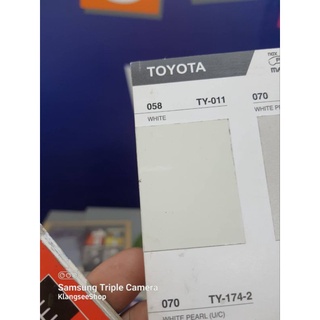 TOYOTA
058 TY-011
WHITE
070
WHITE
070 TY-174-2
WHITE PEARL (U/C)
Samsung Triple Camera
KlangseeShop